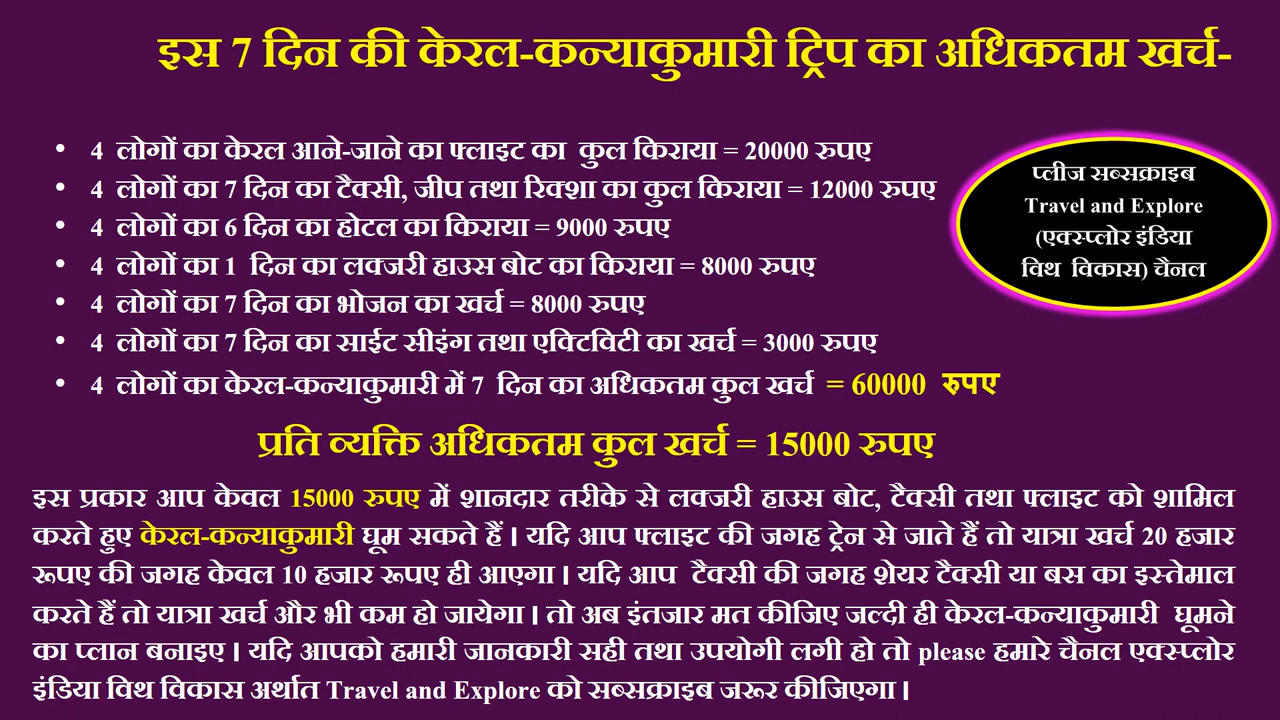 इस 7 दिन की केरल-कन्याकुमारी ट्रिप का अधिकतम खर्च-
• 4 लोगों का केरल आने-जाने का फ्लाइट का कुल किराया = 20000 रुपए
• 4 लोगों का 7 दिन का टैक्सी, जीप तथा रिक्शा का कुल किराया = 12000 रुपए
• 4 लोगों का 6 दिन का होटल का किराया = 9000 रुपए
• 4 लोगों का 1 दिन का लक्जरी हाउस बोट का किराया = 8000 रुपए
• 4 लोगों का 7 दिन का भोजन का खर्च = 8000 रुपए
• 4 लोगों का 7 दिन का साईट सीइंग तथा एक्टिविटी का खर्च = 3000 रुपए
• 4 लोगों का केरल-कन्याकुमारी में 7 दिन का अधिकतम कुल खर्च = 60000 रुपए
प्लीज सब्सक्राइब
Travel and Explore
(एक्स्प्लोर इंडिया
विथ विकास) चैनल
प्रति व्यक्ति अधिकतम कुल खर्च = 15000 रुपए
इस प्रकार आप केवल 15000 रुपए में शानदार तरीके से लक्जरी हाउस बोट, टैक्सी तथा फ्लाइट को शामिल
करते हुए केरल-कन्याकुमारी घूम सकते हैं। यदि आप फ्लाइट की जगह ट्रेन से जाते हैं तो यात्रा खर्च 20 हजार
रूपए की जगह केवल 10 हजार रूपए ही आएगा। यदि आप टैक्सी की जगह शेयर टैक्सी या बस का इस्तेमाल
करते हैं तो यात्रा खर्च और भी कम हो जायेगा। तो अब इंतजार मत कीजिए जल्दी ही केरल-कन्याकुमारी घूमने
का प्लान बनाइए। यदि आपको हमारी जानकारी सही तथा उपयोगी लगी हो तो please हमारे चैनल एक्स्प्लोर
इंडिया विथ विकास अर्थात Travel and Explore को सब्सक्राइब जरूर कीजिएगा।